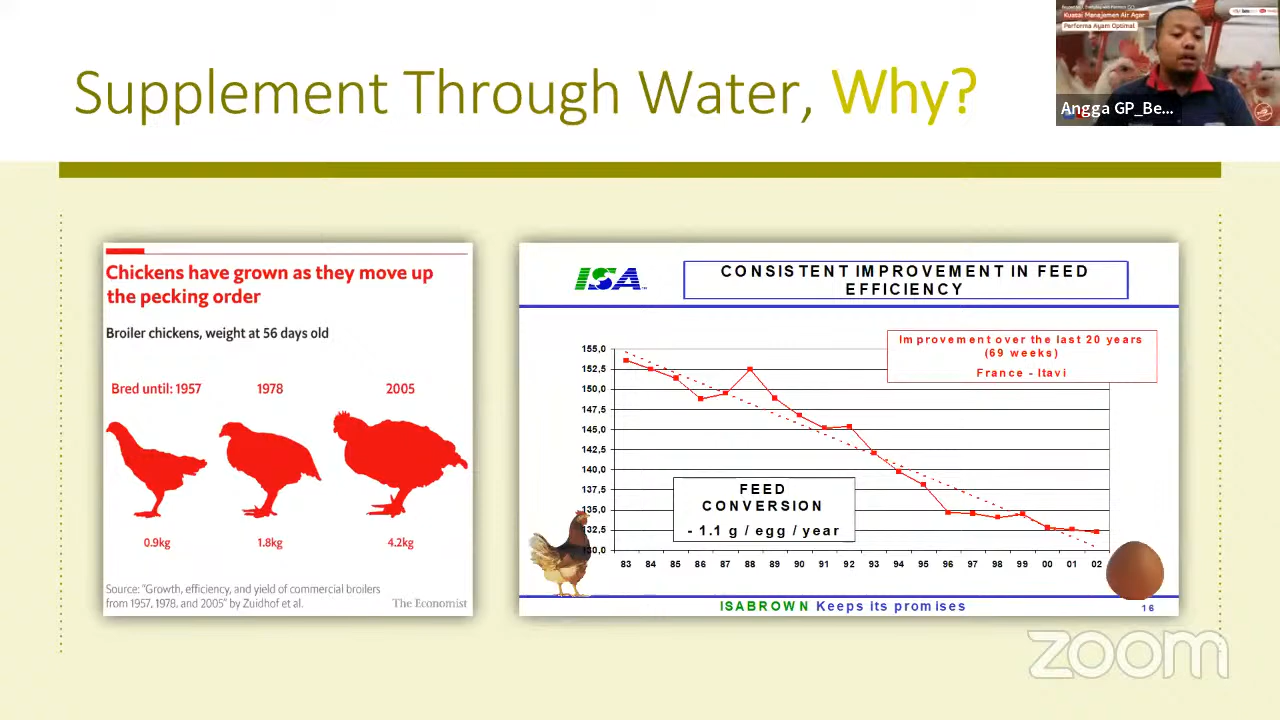 Supplement Through Water, Why?
Kuasai Manajemen Air Agar
Performa Ayam Optimal
Angga GP_Be...
Chickens have grown as they move up
the pecking order
Broiler chickens, weight at 56 days old
Bred until: 1957 1978 2005
0.9kg 1.8kg 4.2kg
Source: "Growth, efficiency, and yield of commercial broilers
from 1957, 1978, and 2005" by Zuidhof et al.
The Economist
ISA
CONSISTENT IMPROVEMENT IN FEED
EFFICIENCY
Improvement over the last 20 years
(69 weeks)
France - Itavi
155,0
152,5
150,0
147,5
145,0
142,5
140,0
137,5
135,0
132,5
130,0
FEED
CONVERSION
- 1.1 g / egg / year
83 84 85 86 87 88 89 90 91 92 93 94 95 96 97 98 99 00 01 02
ISABROWN Keeps its promises
16
zoom